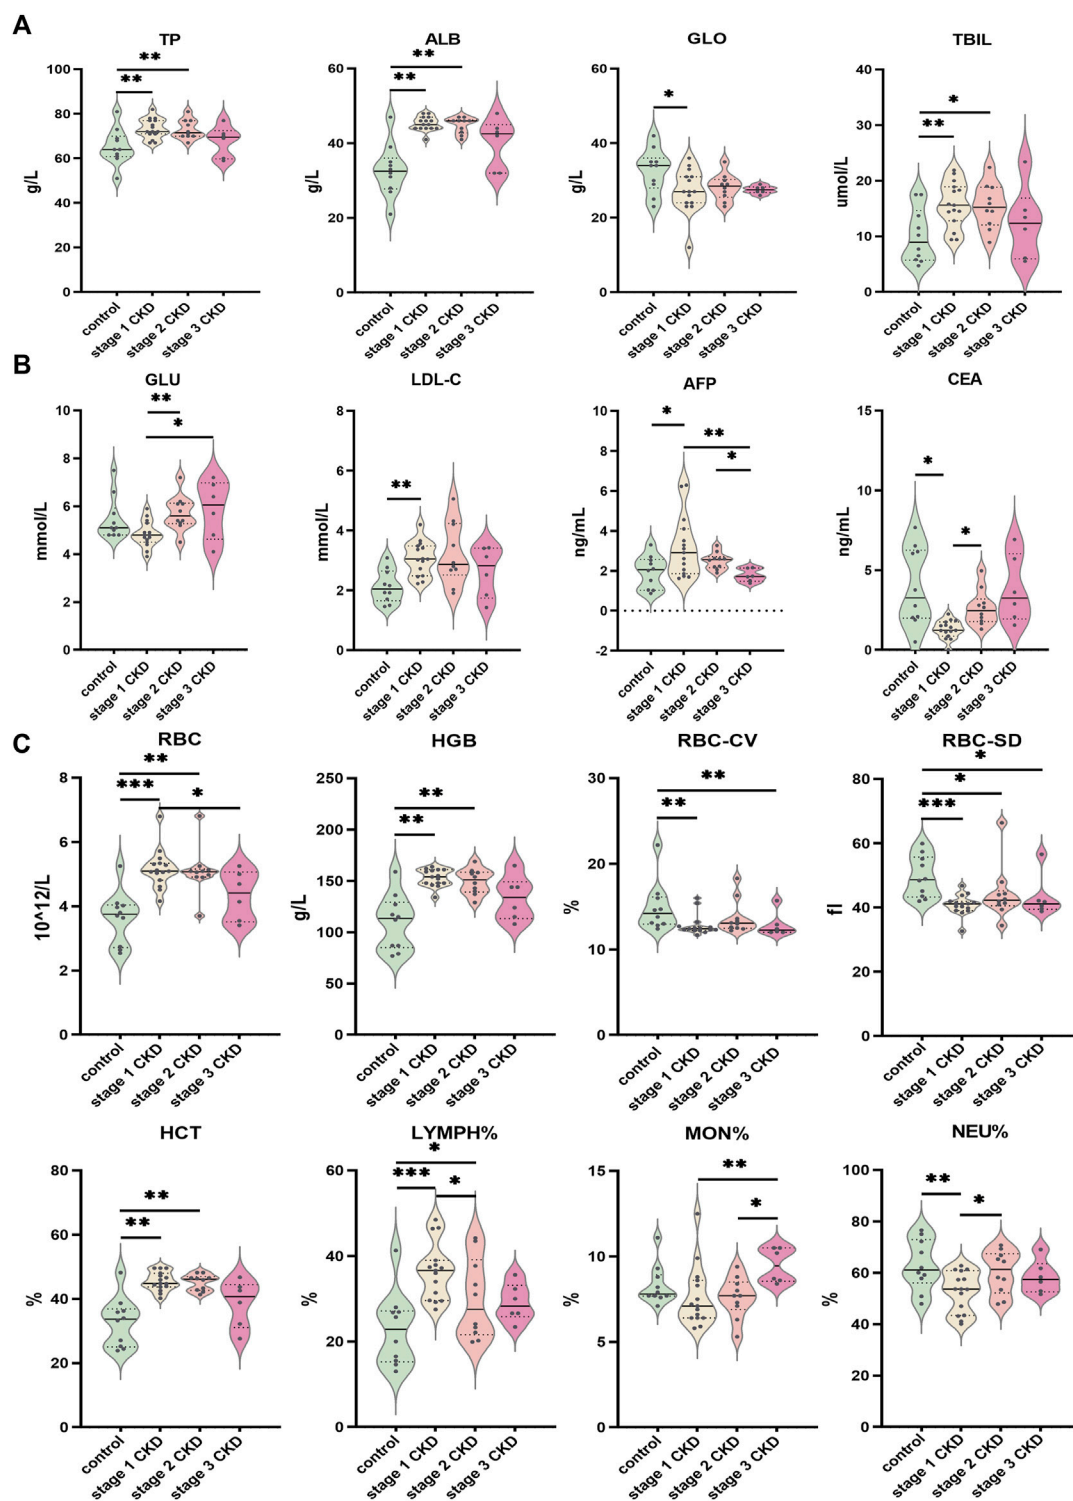 A
TP
ALB
GLO
TBIL
** **
** **
*
* **
g/L
100
80
60
40
20
0
g/L
60
40
20
0
g/L
60
40
20
0
umol/L
40
30
20
10
0
control
stage 1 CKD
stage 2 CKD
stage 3 CKD
control
stage 1 CKD
stage 2 CKD
stage 3 CKD
control
stage 1 CKD
stage 2 CKD
stage 3 CKD
control
stage 1 CKD
stage 2 CKD
stage 3 CKD
B
GLU
LDL-C
AFP
CEA
** *
**
* ** *
* *
mmol/L
10
8
6
4
2
0
mmol/L
8
6
4
2
0
ng/mL
10
8
6
4
2
0
-2
ng/mL
15
10
5
0
control
stage 1 CKD
stage 2 CKD
stage 3 CKD
control
stage 1 CKD
stage 2 CKD
stage 3 CKD
control
stage 1 CKD
stage 2 CKD
stage 3 CKD
control
stage 1 CKD
stage 2 CKD
stage 3 CKD
C
RBC
HGB
RBC-CV
RBC-SD
** *** *
** **
** **
* * ***
10^12/L
8
6
4
2
0
g/L
250
200
150
100
50
0
%
30
20
10
0
fl
80
60
40
20
0
control
stage 1 CKD
stage 2 CKD
stage 3 CKD
control
stage 1 CKD
stage 2 CKD
stage 3 CKD
control
stage 1 CKD
stage 2 CKD
stage 3 CKD
control
stage 1 CKD
stage 2 CKD
stage 3 CKD
HCT
LYMPH%
MON%
NEU%
** **
* *** *
** *
** *
%
80
60
40
20
0
%
60
40
20
0
%
15
10
5
0
%
100
80
60
40
20
0
control
stage 1 CKD
stage 2 CKD
stage 3 CKD
control
stage 1 CKD
stage 2 CKD
stage 3 CKD
control
stage 1 CKD
stage 2 CKD
stage 3 CKD
control
stage 1 CKD
stage 2 CKD
stage 3 CKD